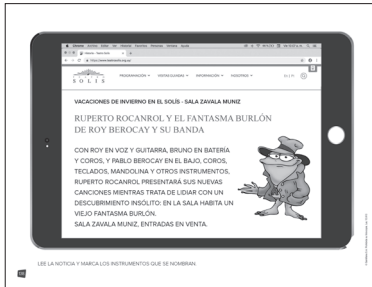 SOLÍS
PROGRAMACIÓN
VISITAS GUIADAS
INFORMACIÓN
NOSOTROS
VACACIONES DE INVIERNO EN EL SOLÍS - SALA ZAVALA MUNIZ
RUPERTO ROCANROL Y EL FANTASMA BURLÓN
DE ROY BEROCAY Y SU BANDA
CON ROY EN VOZ Y GUITARRA, BRUNO EN BATERÍA
Y COROS, Y PABLO BEROCAY EN EL BAJO, COROS,
TECLADOS, MANDOLINA Y OTROS INSTRUMENTOS,
RUPERTO ROCANROL PRESENTARÁ SUS NUEVAS
CANCIONES MIENTRAS TRATA DE LIDIAR CON UN
DESCUBRIMIENTO INSÓLITO: EN LA SALA HABITA UN
VIEJO FANTASMA BURLÓN.
SALA ZAVALA MUNIZ, ENTRADAS EN VENTA.
LEE LA NOTICIA Y MARCA LOS INSTRUMENTOS QUE SE NOMBRAN.